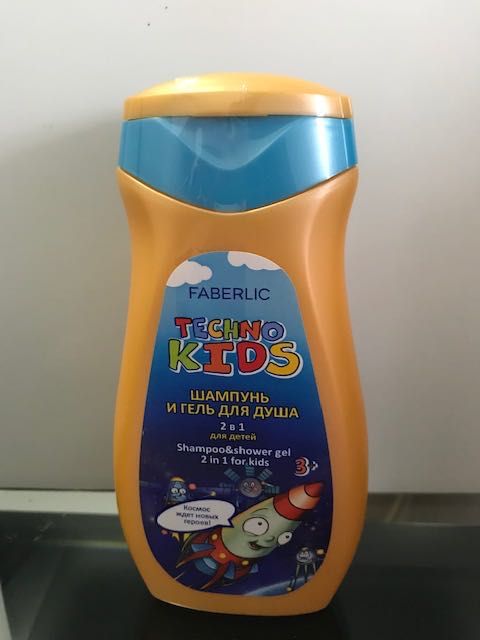 FABERLIC
TECHNO
KIDS
ШАМПУНЬ
И ГЕЛЬ ДЛЯ ДУША
2 в 1
для детей
Shampoo&shower gel
2 in 1 for kids
3+
Космос
ждет новых
героев!